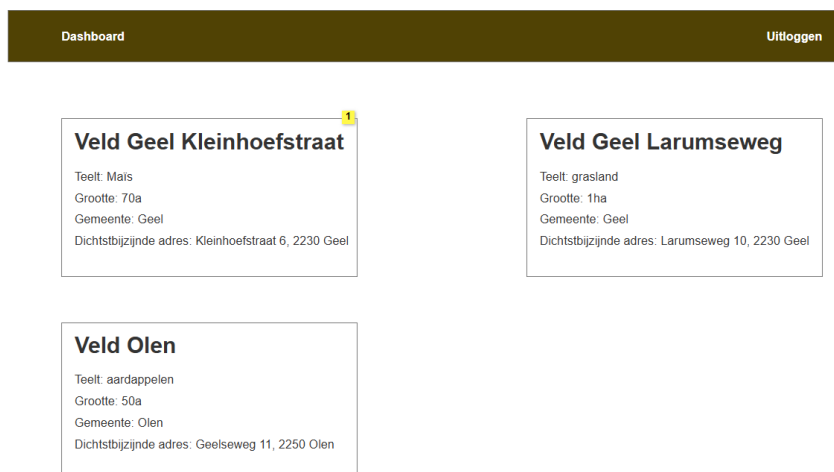 Dashboard
Uitloggen
1
Veld Geel Kleinhoefstraat
Teelt: Maïs
Grootte: 70a
Gemeente: Geel
Dichtstbijzijnde adres: Kleinhoefstraat 6, 2230 Geel
Veld Geel Larumseweg
Teelt: grasland
Grootte: 1ha
Gemeente: Geel
Dichtstbijzijnde adres: Larumseweg 10, 2230 Geel
Veld Olen
Teelt: aardappelen
Grootte: 50a
Gemeente: Olen
Dichtstbijzijnde adres: Geelseweg 11, 2250 Olen